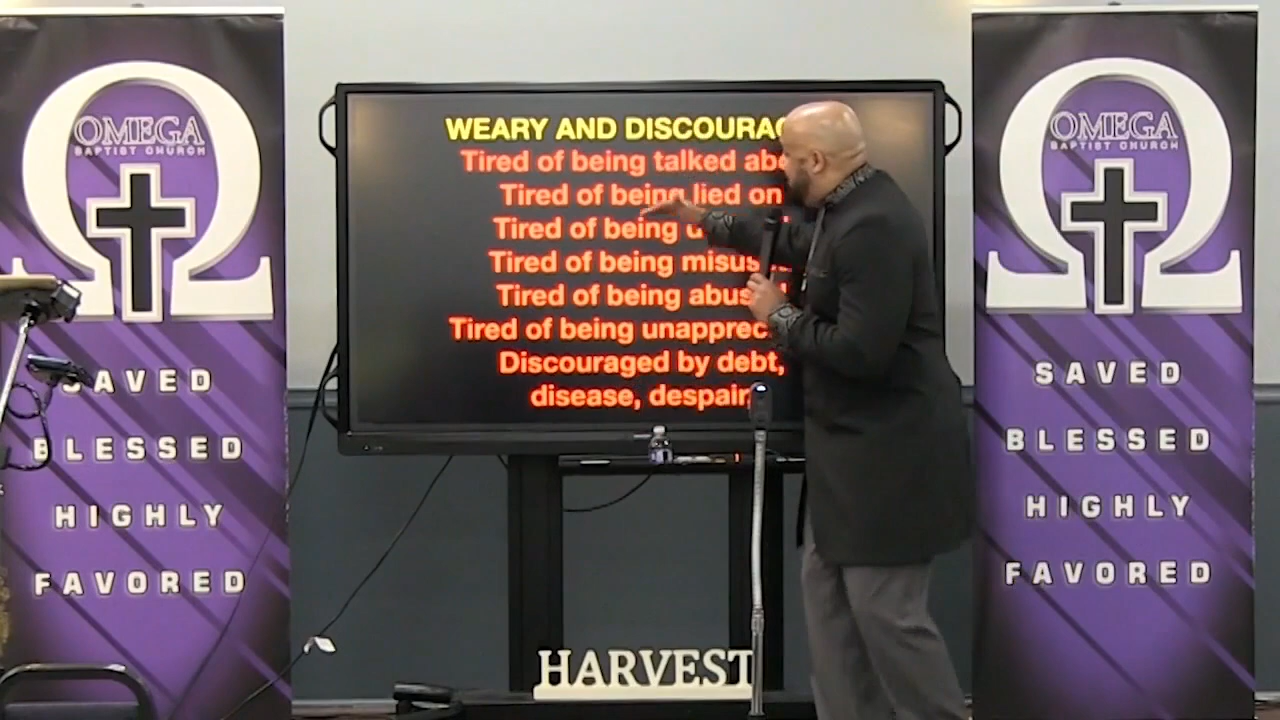 OMEGA
BAPTIST CHURCH
SAVED
BLESSED
HIGHLY
FAVORED
WEARY AND DISCOURAG
Tired of being talked abo
Tired of being lied on
Tired of being
Tired of being misus
Tired of being abus
Tired of being unapprec
Discouraged by debt,
disease, despair.
HARVEST
OMEGA
BAPTIST CHURCH
SAVED
BLESSED
HIGHLY
FAVORED